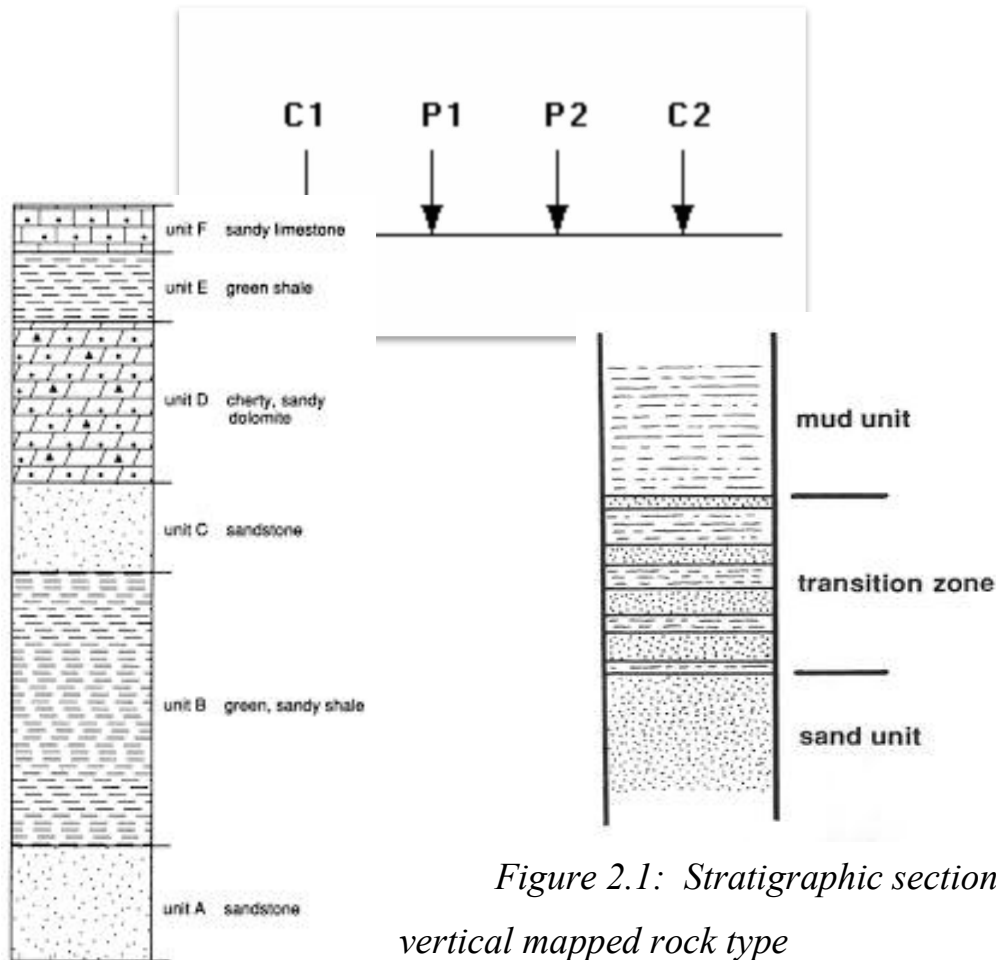 C1 P1 P2 C2
unit F sandy limestone
unit E green shale
unit D cherty, sandy
dolomite
unit C sandstone
unit B green, sandy shale
unit A sandstone
mud unit
transition zone
sand unit
Figure 2.1: Stratigraphic section
vertical mapped rock type